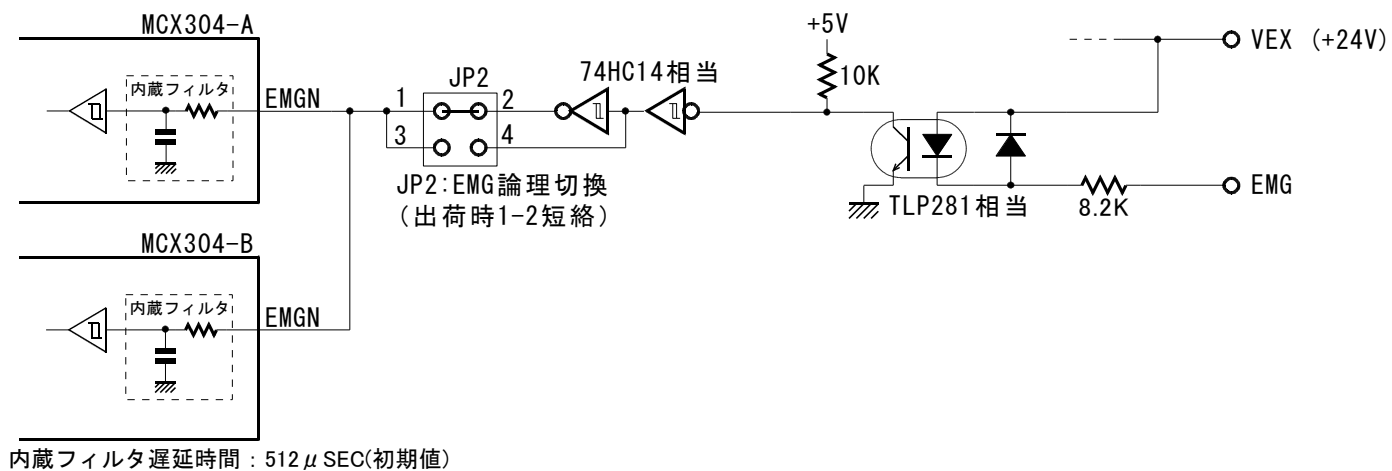 MCX304-A
内蔵フィルタ
EMGN
JP2
1
2
3
4
JP2:EMG論理切換
(出荷時1-2短絡)
74HC14相当
+5V
10K
TLP281相当
8.2K
VEX (+24V)
EMG
MCX304-B
内蔵フィルタ
EMGN
内蔵フィルタ遅延時間：512μSEC(初期値)